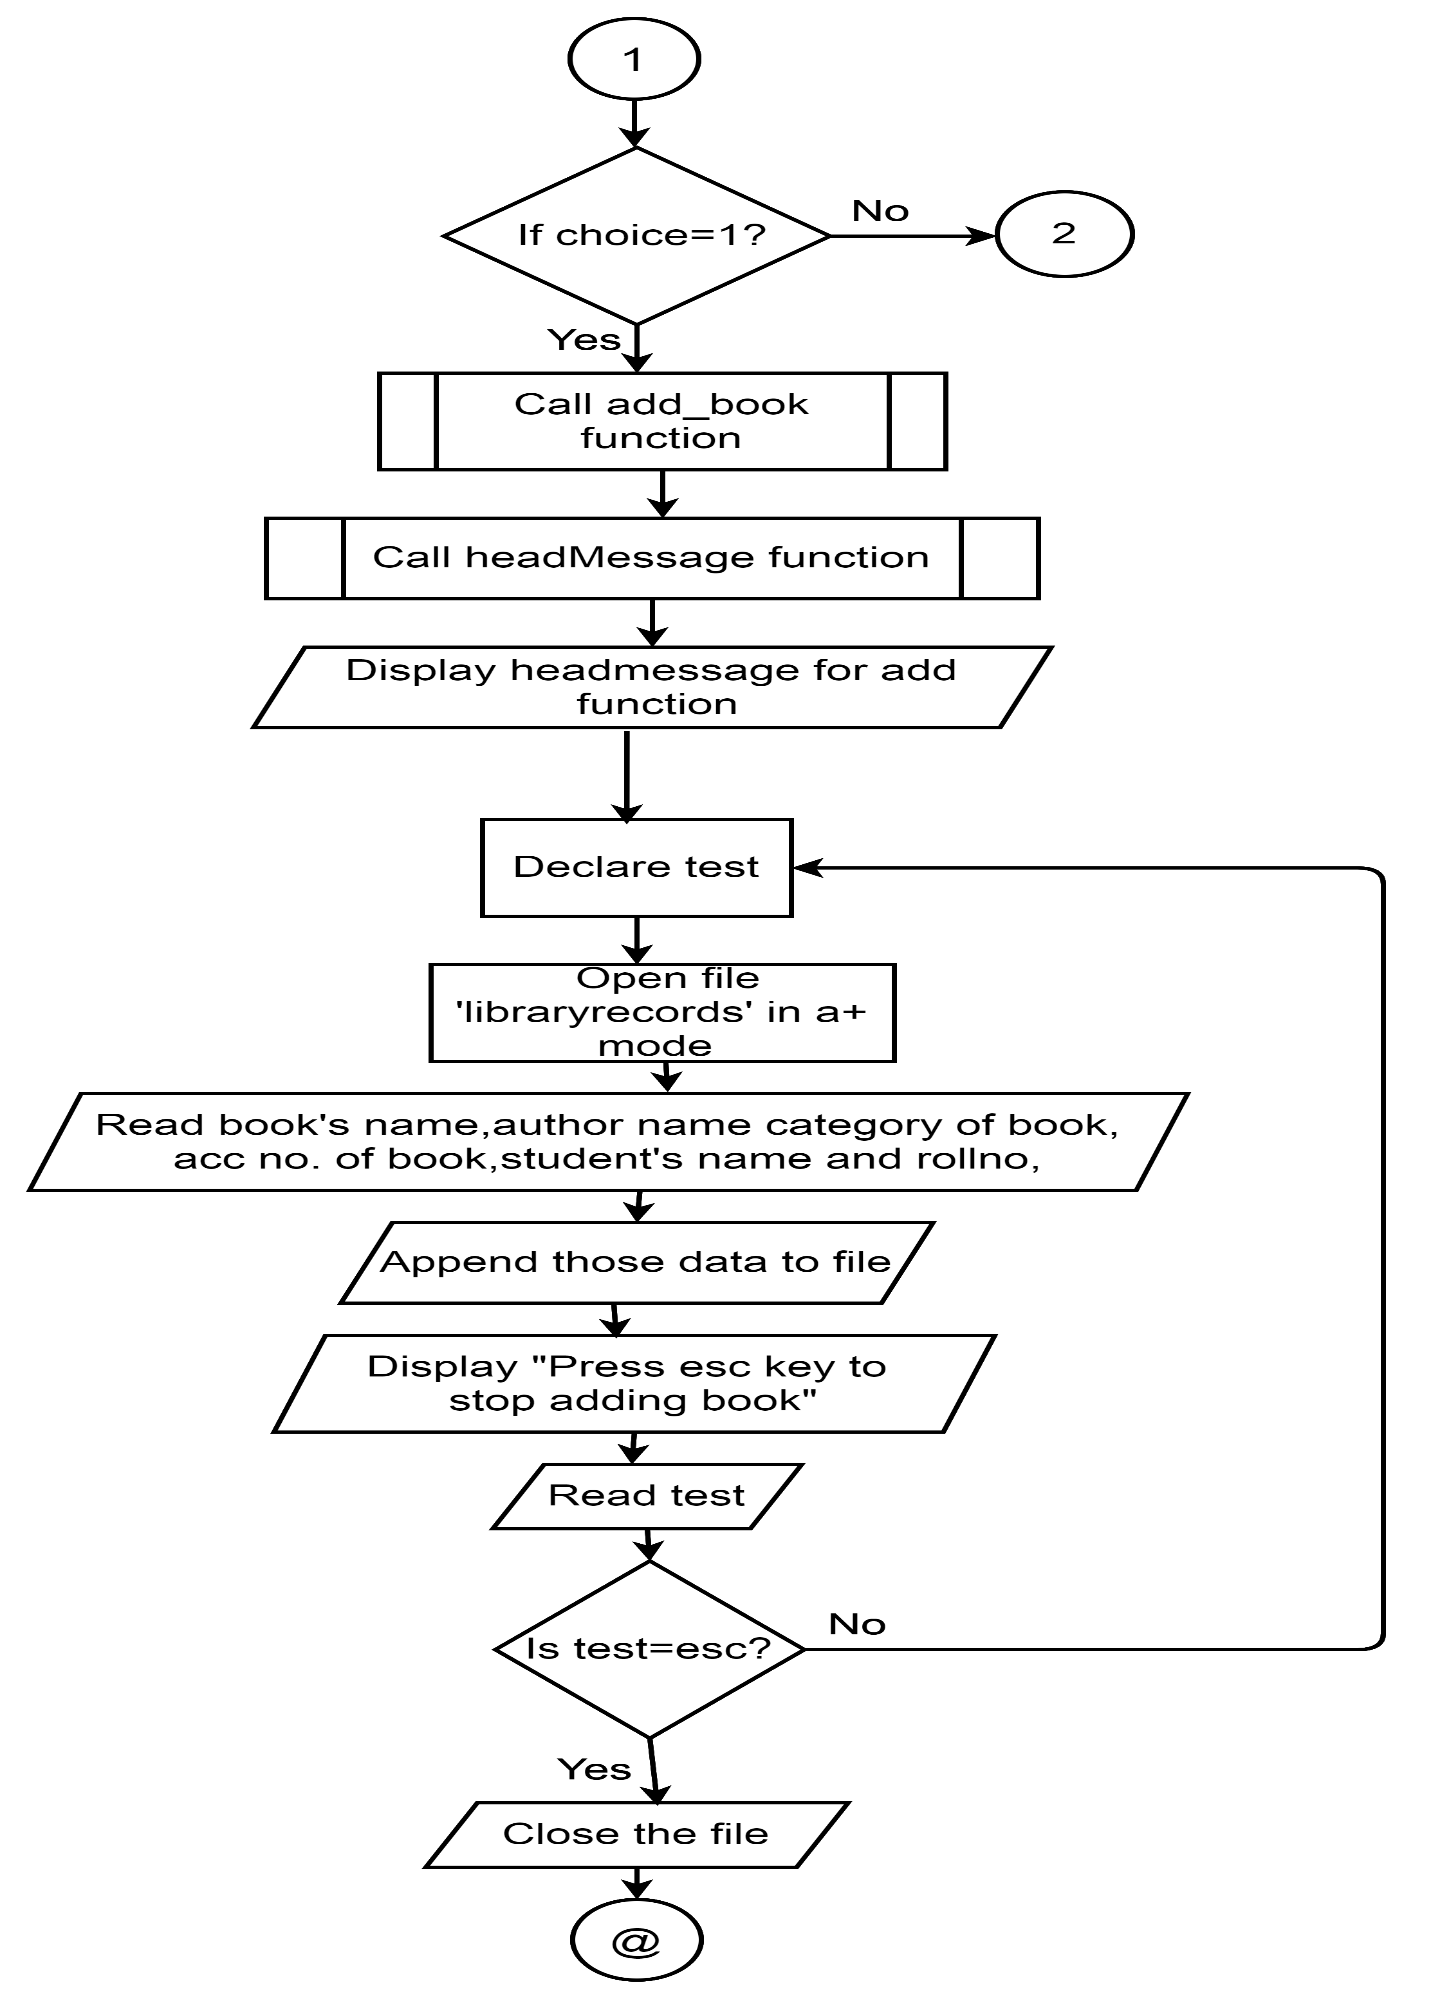 1
If choice=1?
No
2
Yes
Call add_book
function
Call headMessage function
Display headmessage for add
function
Declare test
Open file
'libraryrecords' in a+
mode
Read book's name,author name category of book,
acc no. of book,student's name and rollno,
Append those data to file
Display "Press esc key to
stop adding book"
Read test
Is test=esc?
No
Yes
Close the file
@